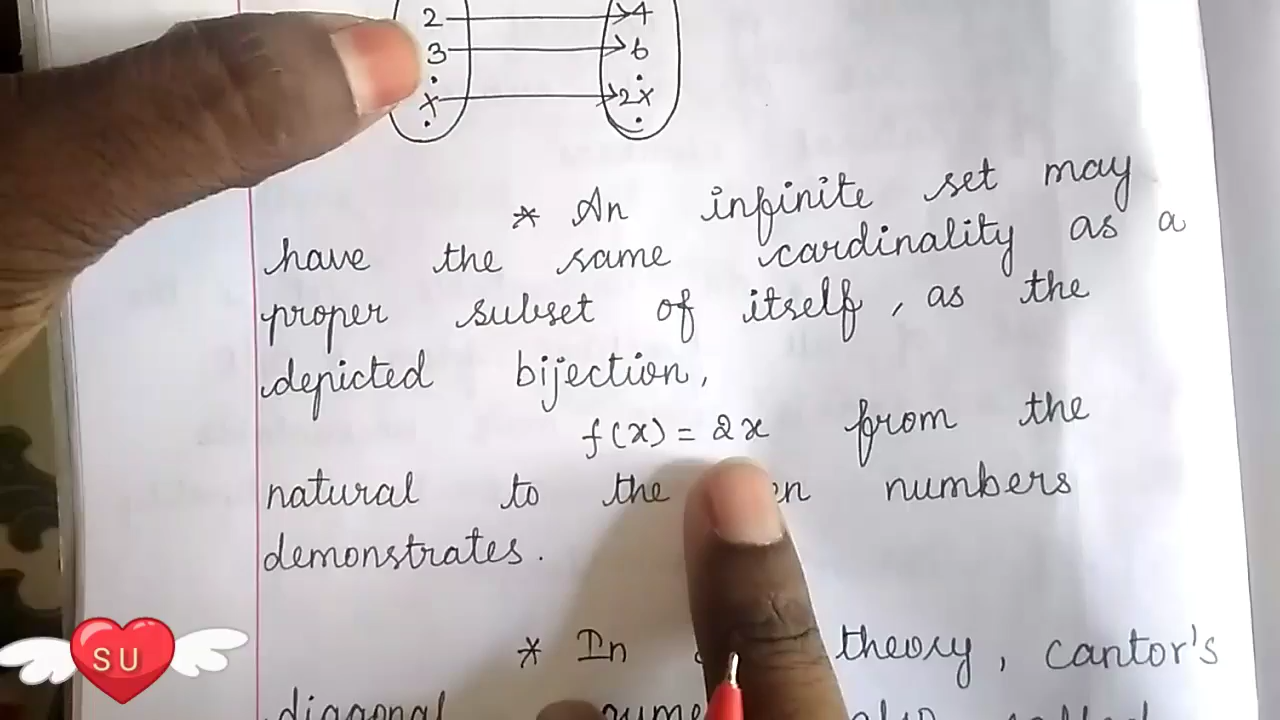 2 → 4
3 → 6
x → 2x
* An infinite set may
have the same cardinality as a
proper subset of itself, as the
depicted bijection,
f(x) = 2x from the
natural to the numbers
demonstrates.
* In theory, cantor's
diagonal
SU